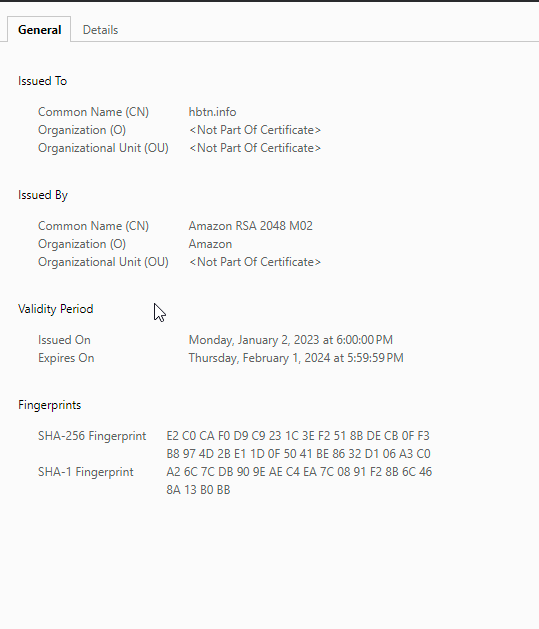 General Details
Issued To
Common Name (CN) hbtn.info
Organization (O) <Not Part Of Certificate>
Organizational Unit (OU) <Not Part Of Certificate>
Issued By
Common Name (CN) Amazon RSA 2048 M02
Organization (O) Amazon
Organizational Unit (OU) <Not Part Of Certificate>
Validity Period
Issued On Monday, January 2, 2023 at 6:00:00 PM
Expires On Thursday, February 1, 2024 at 5:59:59 PM
Fingerprints
SHA-256 Fingerprint E2 C0 CA F0 D9 C9 23 1C 3E F2 51 8B DE CB 0F F3
B8 97 4D 2B E1 1D 0F 50 41 BE 86 32 D1 06 A3 C0
SHA-1 Fingerprint A2 6C 7C DB 90 9E AE C4 EA 7C 08 91 F2 8B 6C 46
8A 13 B0 BB